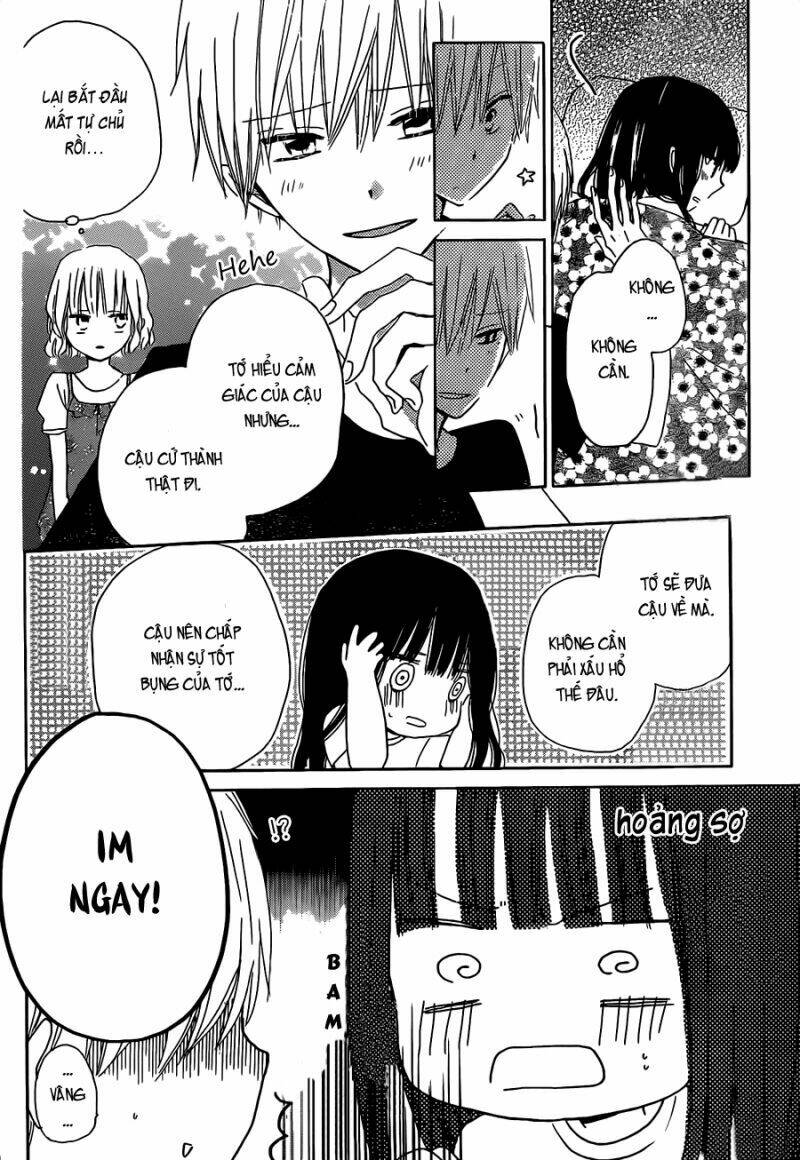 KHÔNG
...
KHÔNG
CẦN.
LẠI BẮT ĐẦU
MẤT TỰ CHỦ
RỒI...
Hehe
TỚ HIỂU CẢM
GIÁC CỦA CẬU
NHƯNG...
CẬU CỨ THÀNH
THẬT ĐI.
TỚ SẼ ĐƯA
CẬU VỀ MÀ.
KHÔNG CẦN
PHẢI XẤU HỔ
THẾ ĐÂU.
CẬU NÊN CHẤP
NHẬN SỰ TỐT
BỤNG CỦA TỚ...
hoảng sợ
!?
BAM
IM
NGAY!
...
VÂNG
...